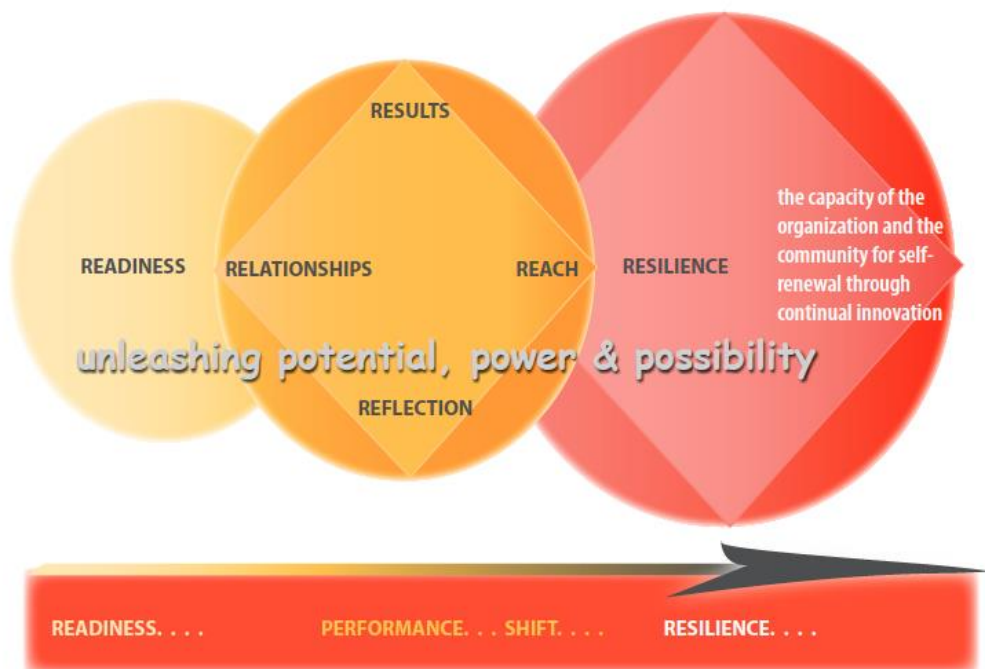 RESULTS
READINESS
RELATIONSHIPS
REACH
RESILIENCE
the capacity of the
organization and the
community for self-
renewal through
continual innovation
unleashing potential, power & possibility
REFLECTION
READINESS. . . .
PERFORMANCE. . . SHIFT. . . .
RESILIENCE. . . .